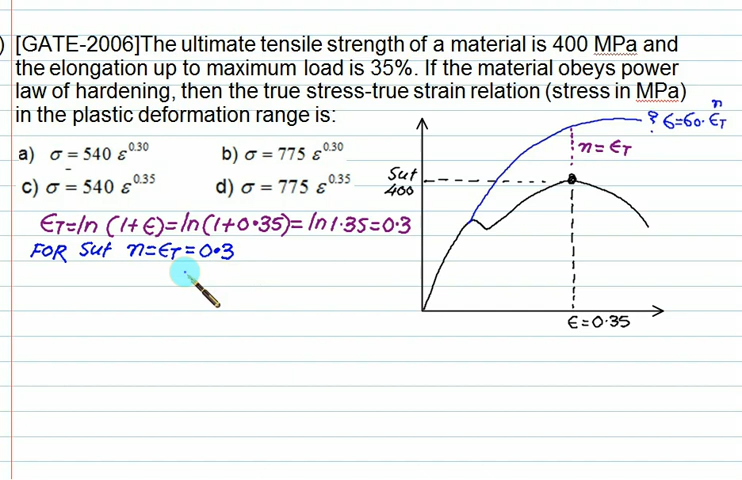 ) [GATE-2006]The ultimate tensile strength of a material is 400 MPa and
the elongation up to maximum load is 35%. If the material obeys power
law of hardening, then the true stress-true strain relation (stress in MPa)
in the plastic deformation range is:
a) σ = 540 ε^0.30 b) σ = 775 ε^0.30
c) σ = 540 ε^0.35 d) σ = 775 ε^0.35
ϵT=ln (1+ϵ)=ln(1+0.35)=ln1.35=0.3
FOR Sut n=ϵT=0.3
? σ=σo.ϵT^n
n=ϵT
Sut
400
ϵ=0.35